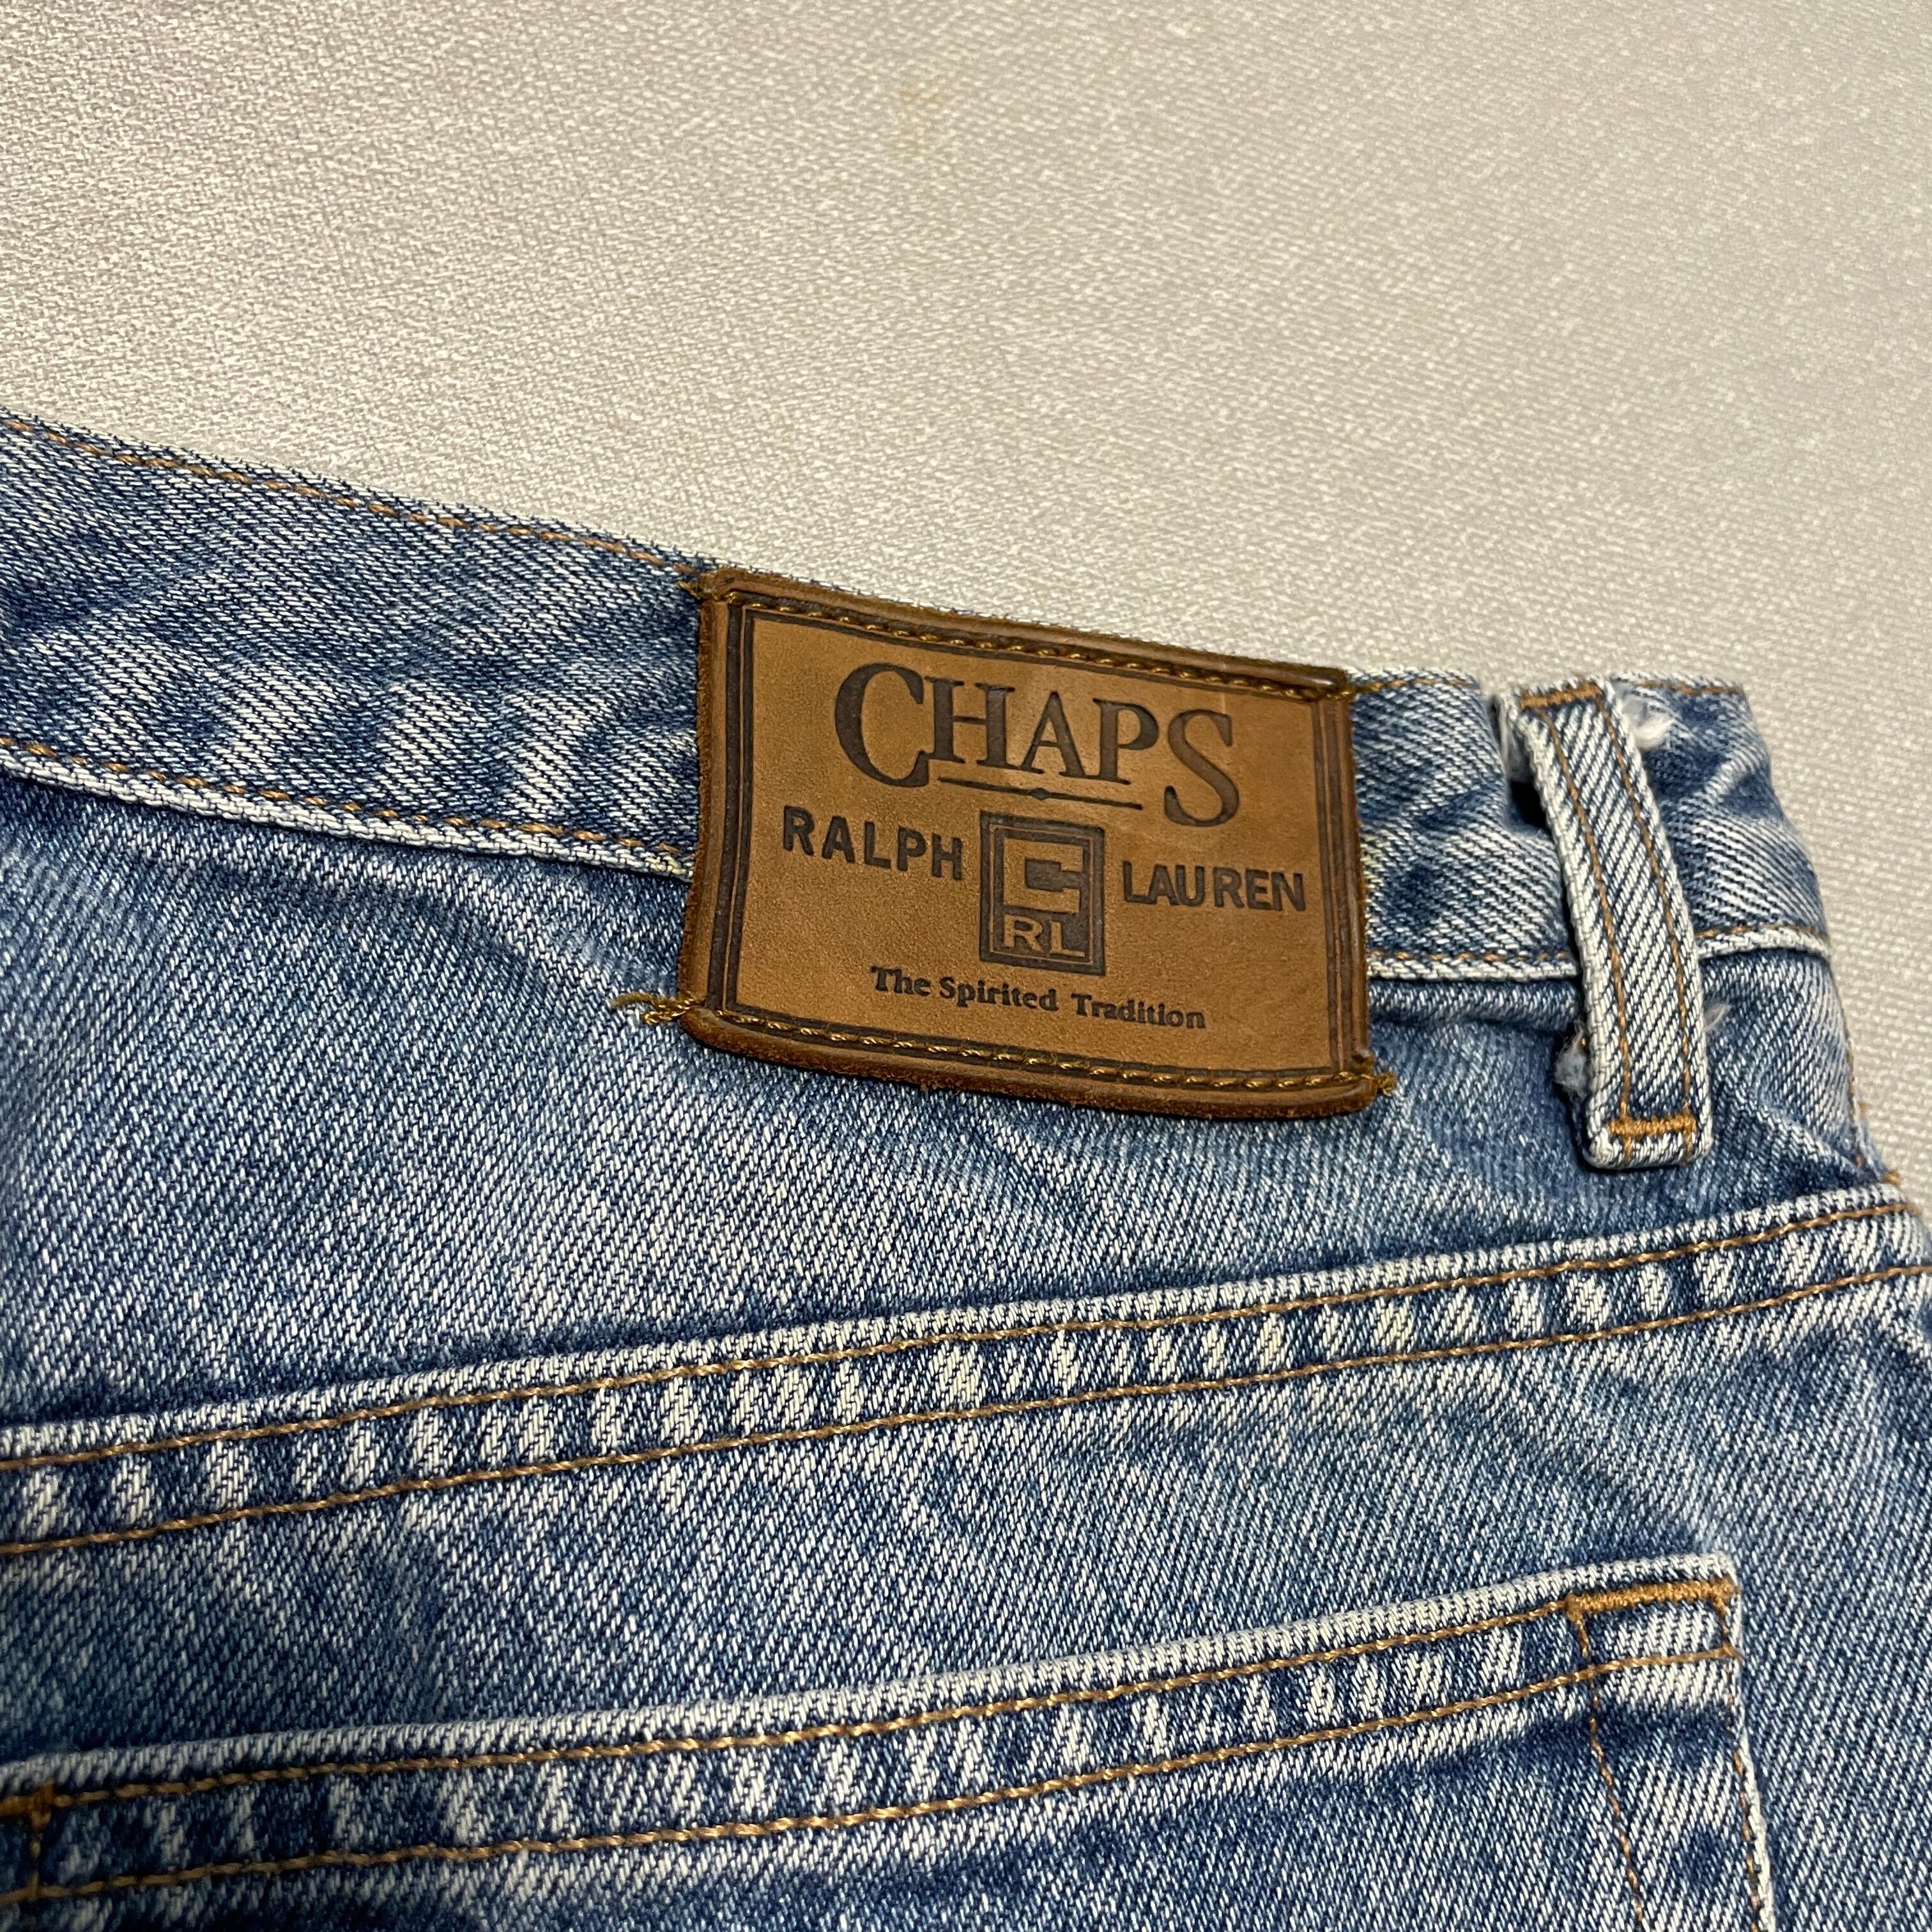 CHAPS
RALPH LAUREN
C
RL
The Spirited Tradition